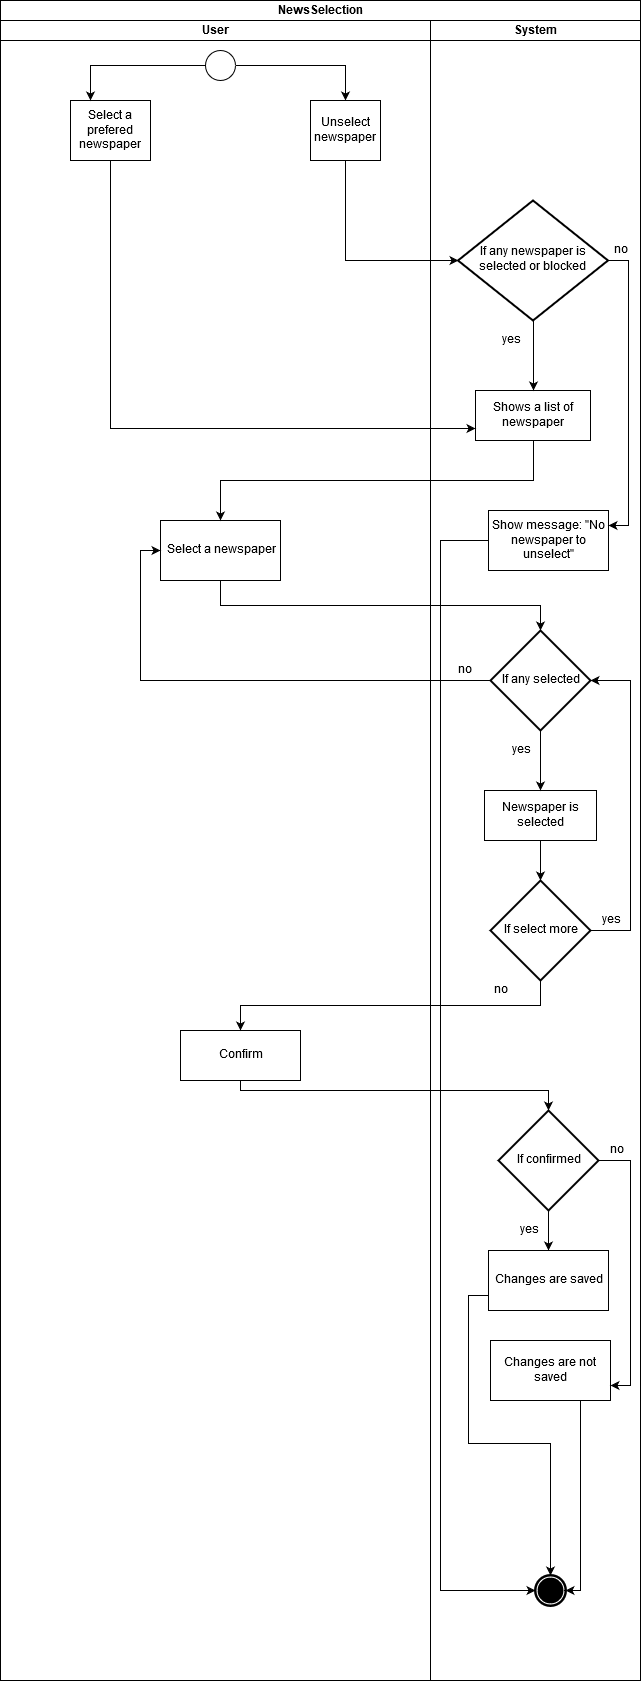 NewsSelection
User
System
Select a
prefered
newspaper
Unselect
newspaper
If any newspaper is
selected or blocked
no
yes
Shows a list of
newspaper
Select a newspaper
Show message: "No
newspaper to
unselect"
If any selected
no
yes
Newspaper is
selected
If select more
yes
no
Confirm
If confirmed
no
yes
Changes are saved
Changes are not
saved